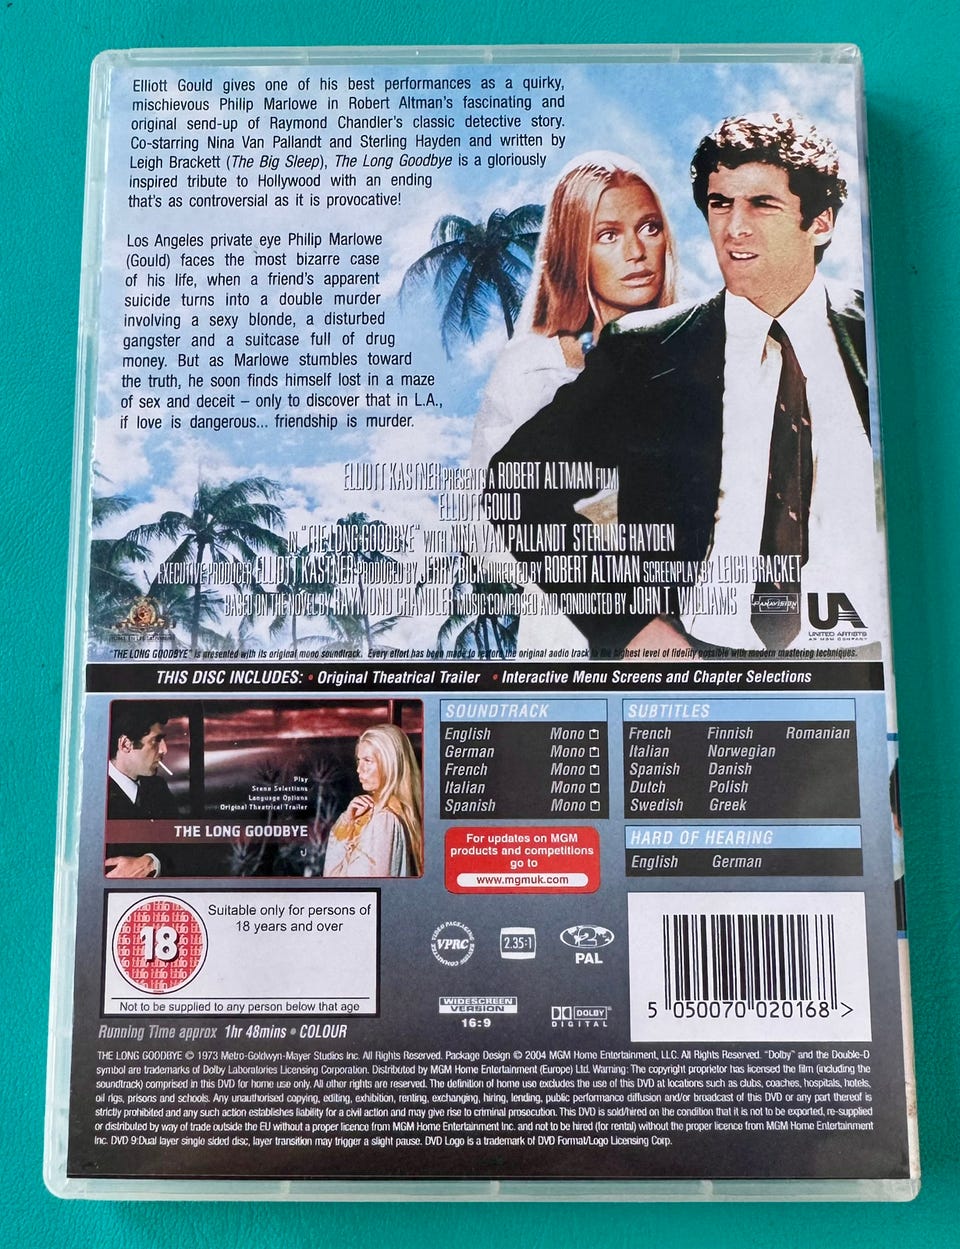 Elliott Gould gives one of his best performances as a quirky,
mischievous Philip Marlowe in Robert Altman's fascinating and
original send-up of Raymond Chandler's classic detective story.
Co-starring Nina Van Pallandt and Sterling Hayden and written by
Leigh Brackett (The Big Sleep), The Long Goodbye is a gloriously
inspired tribute to Hollywood with an ending
that's as controversial as it is provocative!
Los Angeles private eye Philip Marlowe
(Gould) faces the most bizarre case
of his life, when a friend's apparent
suicide turns into a double murder
involving a sexy blonde, a disturbed
gangster and a suitcase full of drug
money. But as Marlowe stumbles toward
the truth, he soon finds himself lost in a maze
of sex and deceit – only to discover that in L.A.,
if love is dangerous... friendship is murder.
ELLIOTT KASTNER PRESENTS A ROBERT ALTMAN FILM
ELLIOTT GOULD
IN "THE LONG GOODBYE" WITH NINA VAN PALLANDT STERLING HAYDEN
EXECUTIVE PRODUCER ELLIOTT KASTNER PRODUCED BY JERRY BICK DIRECTED BY ROBERT ALTMAN SCREENPLAY BY LEIGH BRACKET
BASED ON THE NOVEL BY RAYMOND CHANDLER MUSIC COMPOSED AND CONDUCTED BY JOHN T. WILLIAMS PANAVISION
UA
UNITED ARTISTS
AN MGM COMPANY
HOME ENTERTAINMENT
"THE LONG GOODBYE" is presented with its original mono soundtrack. Every effort has been made to restore the original audio track to the highest level of fidelity possible with modern mastering techniques.
THIS DISC INCLUDES: • Original Theatrical Trailer • Interactive Menu Screens and Chapter Selections
Play
Scene Selections
Language Options
Original Theatrical Trailer
THE LONG GOODBYE
SOUNDTRACK
English Mono
German Mono
French Mono
Italian Mono
Spanish Mono
SUBTITLES
French Finnish Romanian
Italian Norwegian
Spanish Danish
Dutch Polish
Swedish Greek
HARD OF HEARING
English German
For updates on MGM
products and competitions
go to
www.mgmuk.com
18
Suitable only for persons of
18 years and over
Not to be supplied to any person below that age
VIDEO PACKAGING REVIEW COMMITTEE
VPRC
2.35:1
2
PAL
WIDESCREEN
VERSION
16:9
DOLBY
DIGITAL
5 050070 020168 >
Running Time approx 1hr 48mins • COLOUR
THE LONG GOODBYE © 1973 Metro-Goldwyn-Mayer Studios Inc. All Rights Reserved. Package Design © 2004 MGM Home Entertainment, LLC. All Rights Reserved. "Dolby" and the Double-D
symbol are trademarks of Dolby Laboratories Licensing Corporation. Distributed by MGM Home Entertainment (Europe) Ltd. Warning: The copyright proprietor has licensed the film (including the
soundtrack) comprised in this DVD for home use only. All other rights are reserved. The definition of home use excludes the use of this DVD at locations such as clubs, coaches, hospitals, hotels,
oil rigs, prisons and schools. Any unauthorised copying, editing, exhibition, renting, exchanging, hiring, lending, public performance diffusion and/or broadcast of this DVD or any part thereof is
strictly prohibited and any such action establishes liability for a civil action and may give rise to criminal prosecution. This DVD is sold/hired on the condition that it is not to be exported, re-supplied
or distributed by way of trade outside the EU without a proper licence from MGM Home Entertainment Inc. and not to be hired (for rental) without the proper licence from MGM Home Entertainment
Inc. DVD 9:Dual layer single sided disc, layer transition may trigger a slight pause. DVD Logo is a trademark of DVD Format/Logo Licensing Corp.